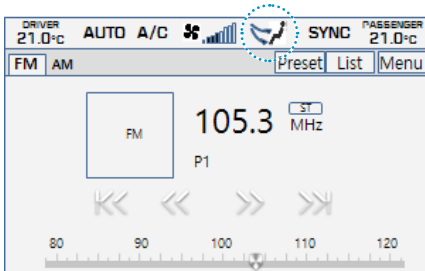 DRIVER 21.0°C AUTO A/C SYNC PASSENGER 21.0°C
FM AM Preset List Menu
FM 105.3 ST MHz
P1
80 90 100 110 120